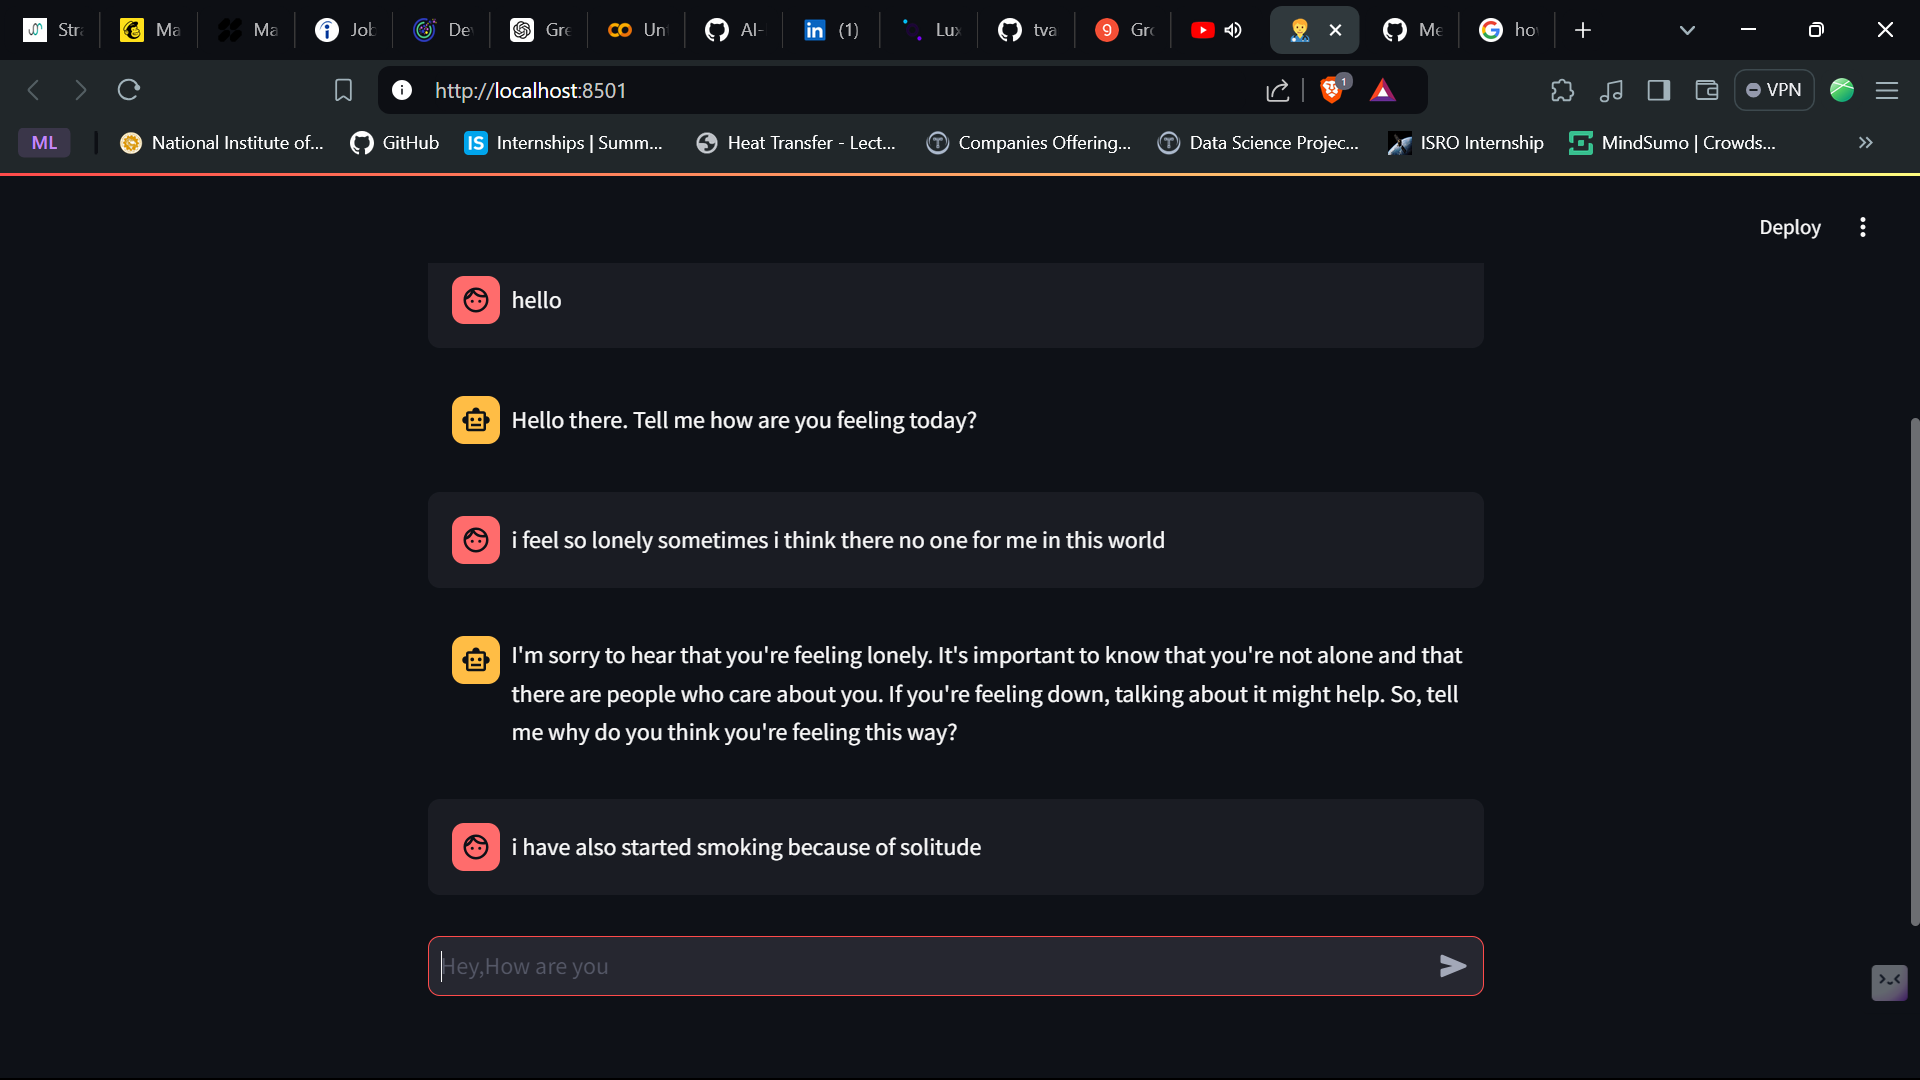 Stra
Ma
Ma
Job
De
Gre
Un
AI-
(1)
Lux
tva
Gro
Me
ho
http://localhost:8501
1
VPN
ML
National Institute of...
GitHub
IS
Internships | Summ...
Heat Transfer - Lect...
Companies Offering...
Data Science Projec...
ISRO Internship
MindSumo | Crowds...
Deploy
hello
Hello there. Tell me how are you feeling today?
i feel so lonely sometimes i think there no one for me in this world
I'm sorry to hear that you're feeling lonely. It's important to know that you're not alone and that
there are people who care about you. If you're feeling down, talking about it might help. So, tell
me why do you think you're feeling this way?
i have also started smoking because of solitude
Hey,How are you